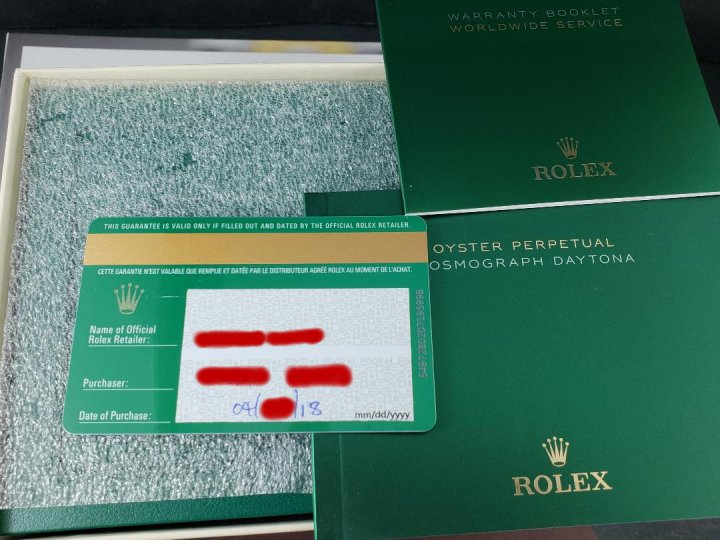 WARRANTY BOOKLET
WORLDWIDE SERVICE
ROLEX
THIS GUARANTEE IS VALID ONLY IF FILLED OUT AND DATED BY THE OFFICIAL ROLEX RETAILER.
CETTE GARANTIE N'EST VALABLE QUE REMPLIE ET DATÉE PAR LE DISTRIBUTEUR AGRÉÉ ROLEX AU MOMENT DE L'ACHAT.
Name of Official
Rolex Retailer:
Purchaser:
Date of Purchase:
04/ /18
mm/dd/yyyy
5497280207195998
OYSTER PERPETUAL
OSMOGRAPH DAYTONA
ROLEX